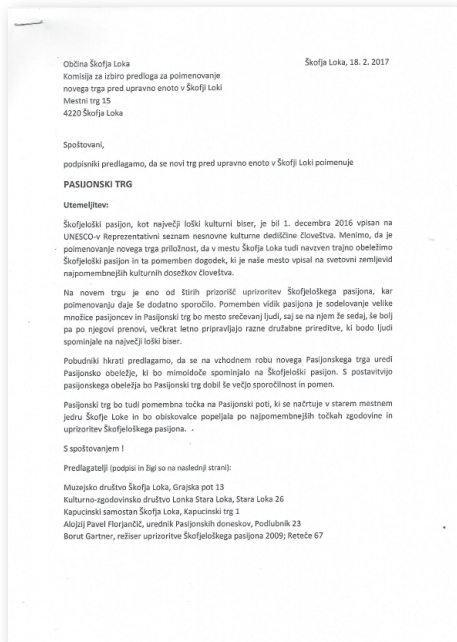 Občina Škofja Loka Škofja Loka, 18. 2. 2017
Komisija za izbiro predloga za poimenovanje
novega trga pred upravno enoto v Škofji Loki
Mestni trg 15
4220 Škofja Loka
Spoštovani,
podpisniki predlagamo, da se novi trg pred upravno enoto v Škofji Loki poimenuje
PASIJONSKI TRG
Utemeljitev:
Škofjeloški pasijon, kot največji loški kulturni biser, je bil 1. decembra 2016 vpisan na
UNESCO-v Reprezentativni seznam nesnovne kulturne dediščine človeštva. Menimo, da je
poimenovanje novega trga priložnost, da v mestu Škofja Loka tudi navzven trajno obeležimo
Škofjeloški pasijon in ta pomemben dogodek, ki je naše mesto vpisal na svetovni zemljevid
najpomembnejših kulturnih dosežkov človeštva.
Na novem trgu je eno od štirih prizorišč uprizoritev Škofjeloškega pasijona, kar
poimenovanju daje še dodatno sporočilo. Pomemben vidik pasijona je sodelovanje velike
množice pasijoncev in Pasijonski trg bo mesto srečevanj ljudi, saj se na njem že sedaj, še bolj
pa po njegovi prenovi, večkrat letno pripravljajo razne družabne prireditve, ki bodo ljudi
spominjale na največji loški biser.
Pobudniki hkrati predlagamo, da se na vzhodnem robu novega Pasijonskega trga uredi
Pasijonsko obeležje, ki bo mimoidoče spominjalo na Škofjeloški pasijon. S postavitvijo
pasijonskega obeležja bo Pasijonski trg dobil še večjo sporočilnost in pomen.
Pasijonski trg bo tudi pomembna točka na Pasijonski poti, ki se načrtuje v starem mestnem
jedru Škofje Loke in bo obiskovalce popeljala po najpomembnejših točkah zgodovine in
uprizoritev Škofjeloškega pasijona.
S spoštovanjem !
Predlagatelji (podpisi in žigi so na naslednji strani):
Muzejsko društvo Škofja Loka, Grajska pot 13
Kulturno-zgodovinsko društvo Lonka Stara Loka, Stara Loka 26
Kapucinski samostan Škofja Loka, Kapucinski trg 1
Alojzij Pavel Florjančič, urednik Pasijonskih doneskov, Podlubnik 23
Borut Gartner, režiser uprizoritve Škofjeloškega pasijona 2009; Reteče 67